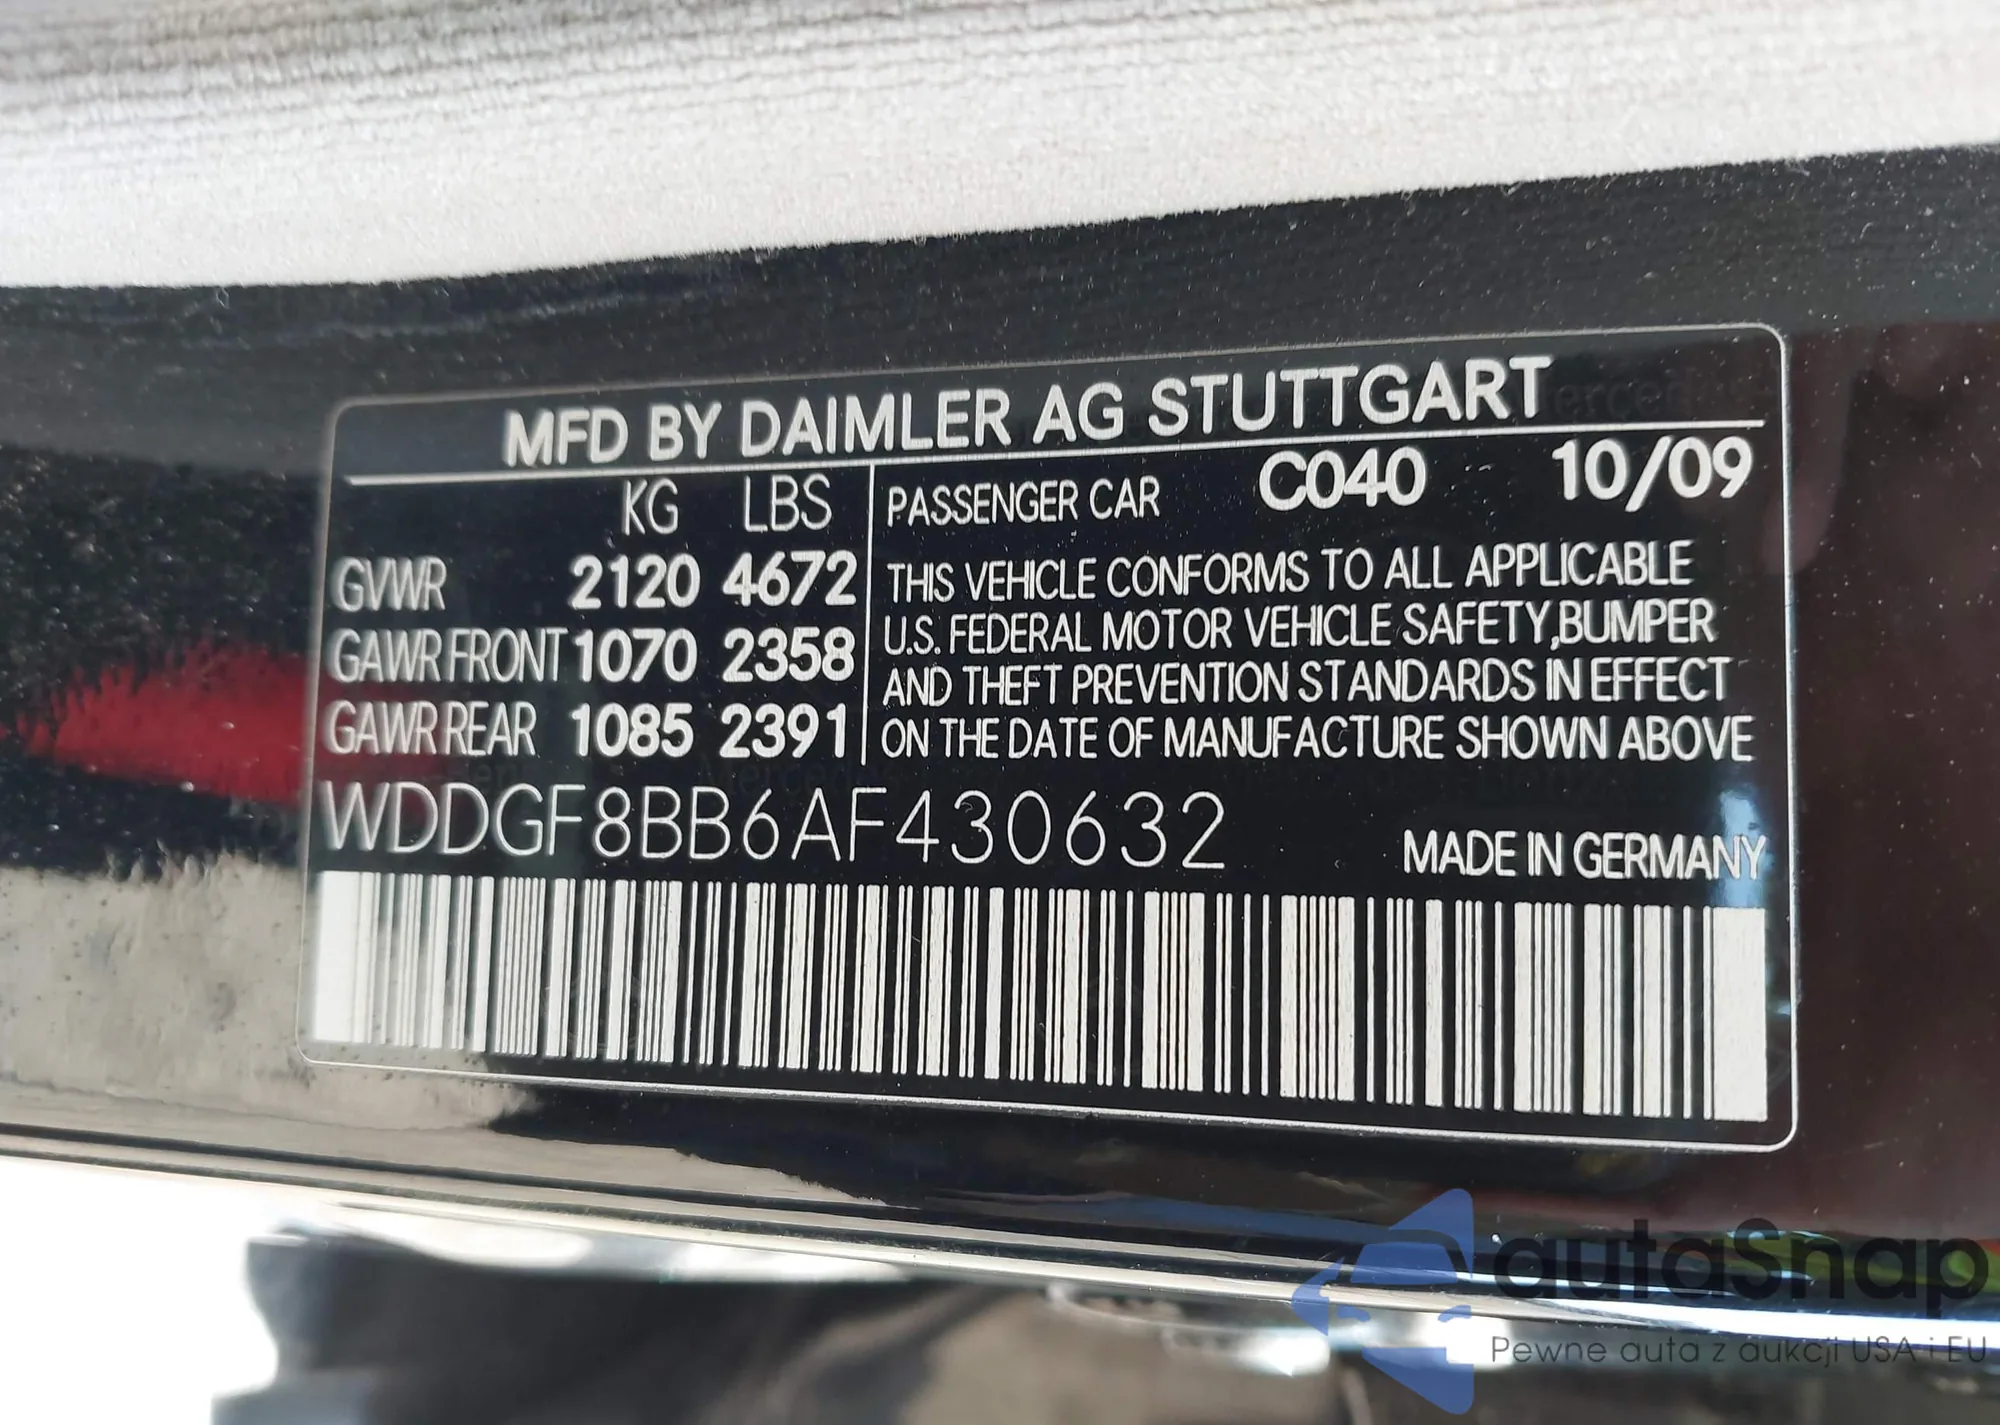 MFD BY DAIMLER AG STUTTGART
KG LBS
GVWR 2120 4672
GAWR FRONT 1070 2358
GAWR REAR 1085 2391
PASSENGER CAR C040 10/09
THIS VEHICLE CONFORMS TO ALL APPLICABLE
U.S. FEDERAL MOTOR VEHICLE SAFETY,BUMPER
AND THEFT PREVENTION STANDARDS IN EFFECT
ON THE DATE OF MANUFACTURE SHOWN ABOVE
WDDGF8BB6AF430632
MADE IN GERMANY
autaSnap
Pewne auta z aukcji USA i EU